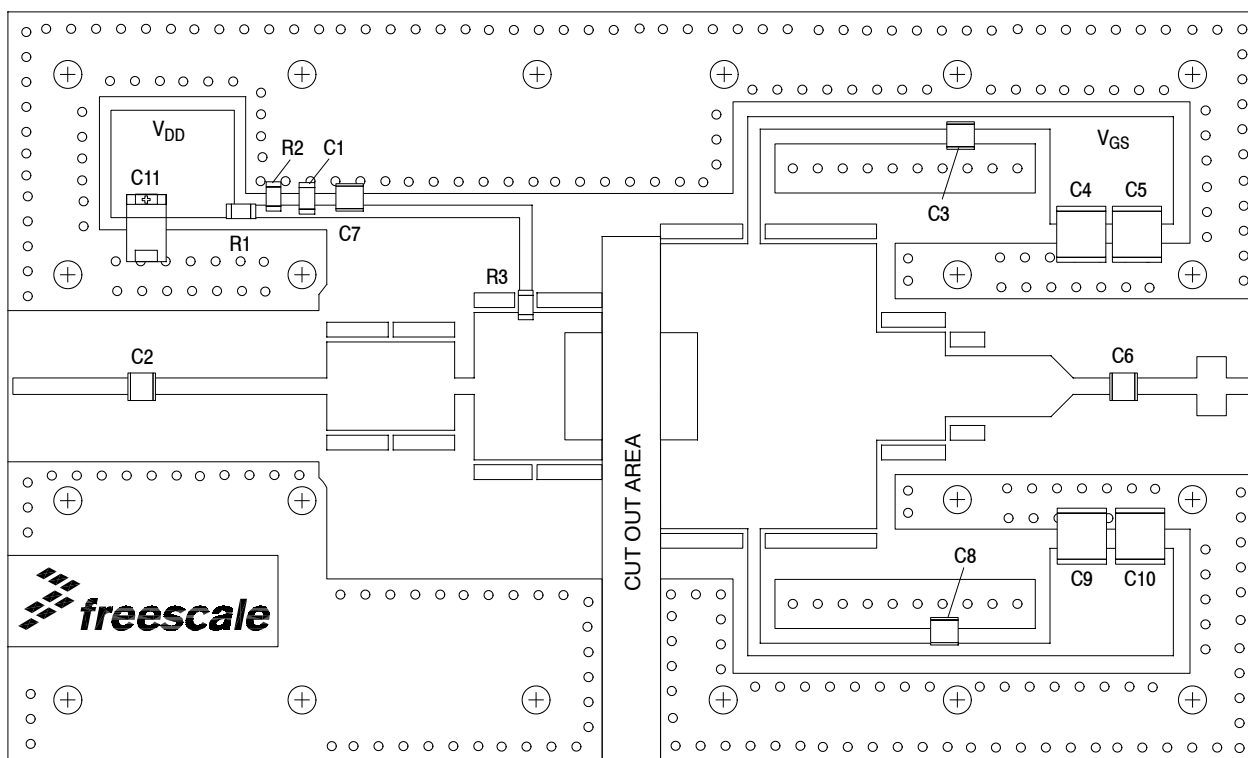 VDD
C11
R2
C1
R1
C7
R3
C2
C3
VGS
C4
C5
C6
CUT OUT AREA
C8
C9
C10
freescale